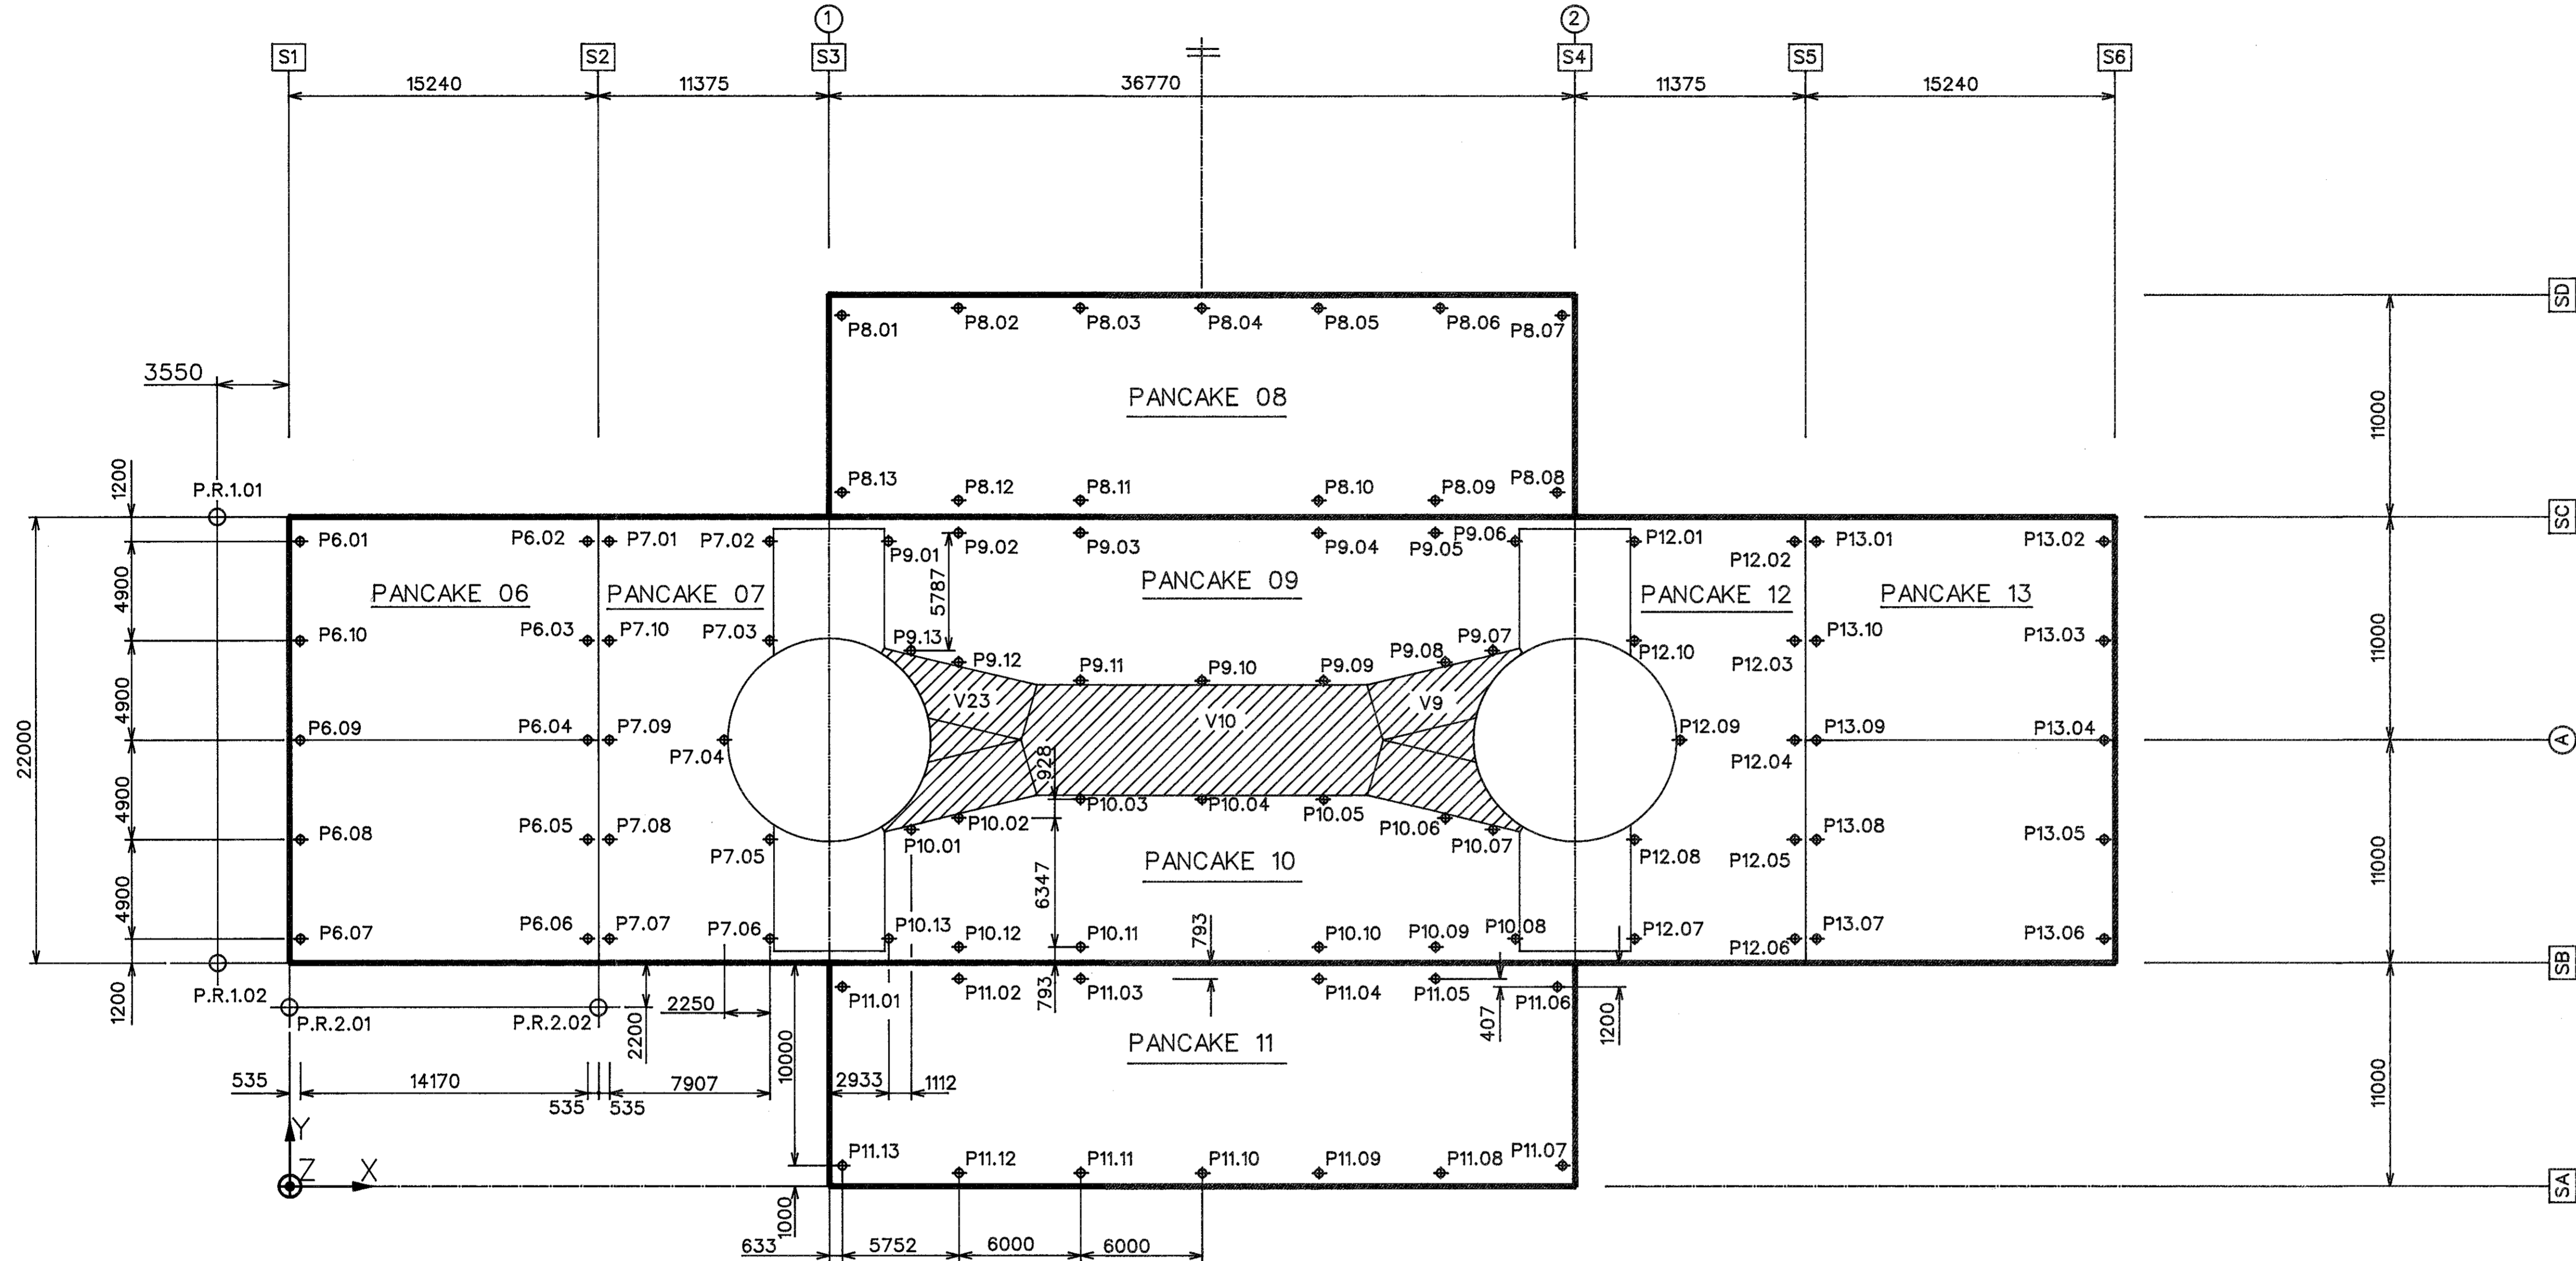 1 2
S1 S2 S3 S4 S5 S6
15240 11375 36770 11375 15240
SD
P8.01 P8.02 P8.03 P8.04 P8.05 P8.06 P8.07
3550
PANCAKE 08
11000
1200
P.R.1.01
P8.13 P8.12 P8.11 P8.10 P8.09 P8.08
SC
P6.01 P6.02 P7.01 P7.02 P9.01 P9.02 P9.03 P9.04 P9.05 P9.06 P12.01 P12.02 P13.01 P13.02
4900
PANCAKE 06 PANCAKE 07 5787 PANCAKE 09 PANCAKE 12 PANCAKE 13
11000
P6.10 P6.03 P7.10 P7.03 P9.13 P9.12 P9.11 P9.10 P9.09 P9.08 P9.07 P12.10 P12.03 P13.10 P13.03
4900
22000
V23 V10 V9
P6.09 P6.04 P7.09 P7.04 P12.09 P12.04 P13.09 P13.04
A
928
4900
P10.03 P10.04 P10.05
P6.08 P6.05 P7.08 P7.05 P10.01 P10.02 P10.06 P10.07 P12.08 P12.05 P13.08 P13.05
PANCAKE 10
11000
4900
6347
793
P6.07 P6.06 P7.07 P7.06 P10.13 P10.12 P10.11 P10.10 P10.09 P10.08 P12.07 P12.06 P13.07 P13.06
SB
1200
P.R.1.02
P.R.2.01 P.R.2.02
2200
2250
P11.01 P11.02 793 P11.03 P11.04 P11.05 407 P11.06 1200
PANCAKE 11
10000
11000
535 14170 535 535 7907 2933 1112
Y
Z X
P11.13 P11.12 P11.11 P11.10 P11.09 P11.08 P11.07
SA
1000
633 5752 6000 6000